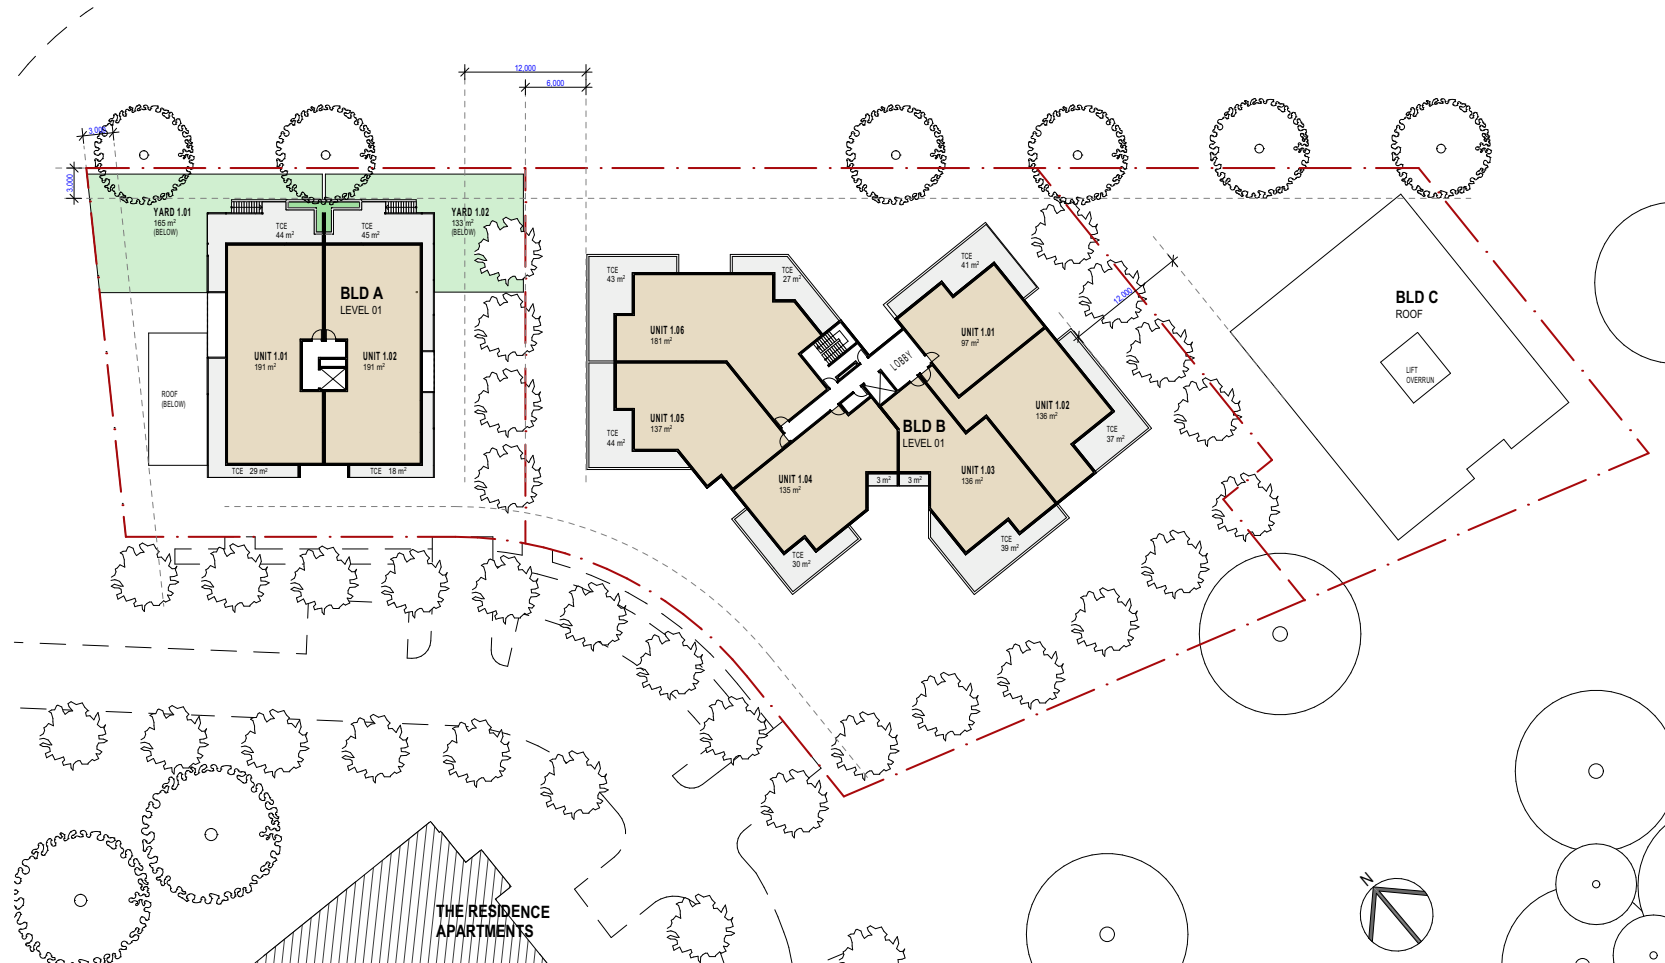 12,000
6,000
3,000
3,000
YARD 1.01
165 m²
(BELOW)
TCE
44 m²
TCE
45 m²
YARD 1.02
133 m²
(BELOW)
BLD A
LEVEL 01
UNIT 1.01
191 m²
UNIT 1.02
191 m²
ROOF
(BELOW)
TCE 29 m²
TCE 18 m²
TCE
43 m²
TCE
27 m²
UNIT 1.06
181 m²
UNIT 1.05
137 m²
TCE
44 m²
LOBBY
TCE
41 m²
UNIT 1.01
97 m²
UNIT 1.02
136 m²
TCE
37 m²
BLD B
LEVEL 01
UNIT 1.04
135 m²
3 m²
3 m²
UNIT 1.03
136 m²
TCE
30 m²
TCE
39 m²
12,000
BLD C
ROOF
LIFT
OVERRUN
THE RESIDENCE
APARTMENTS
N